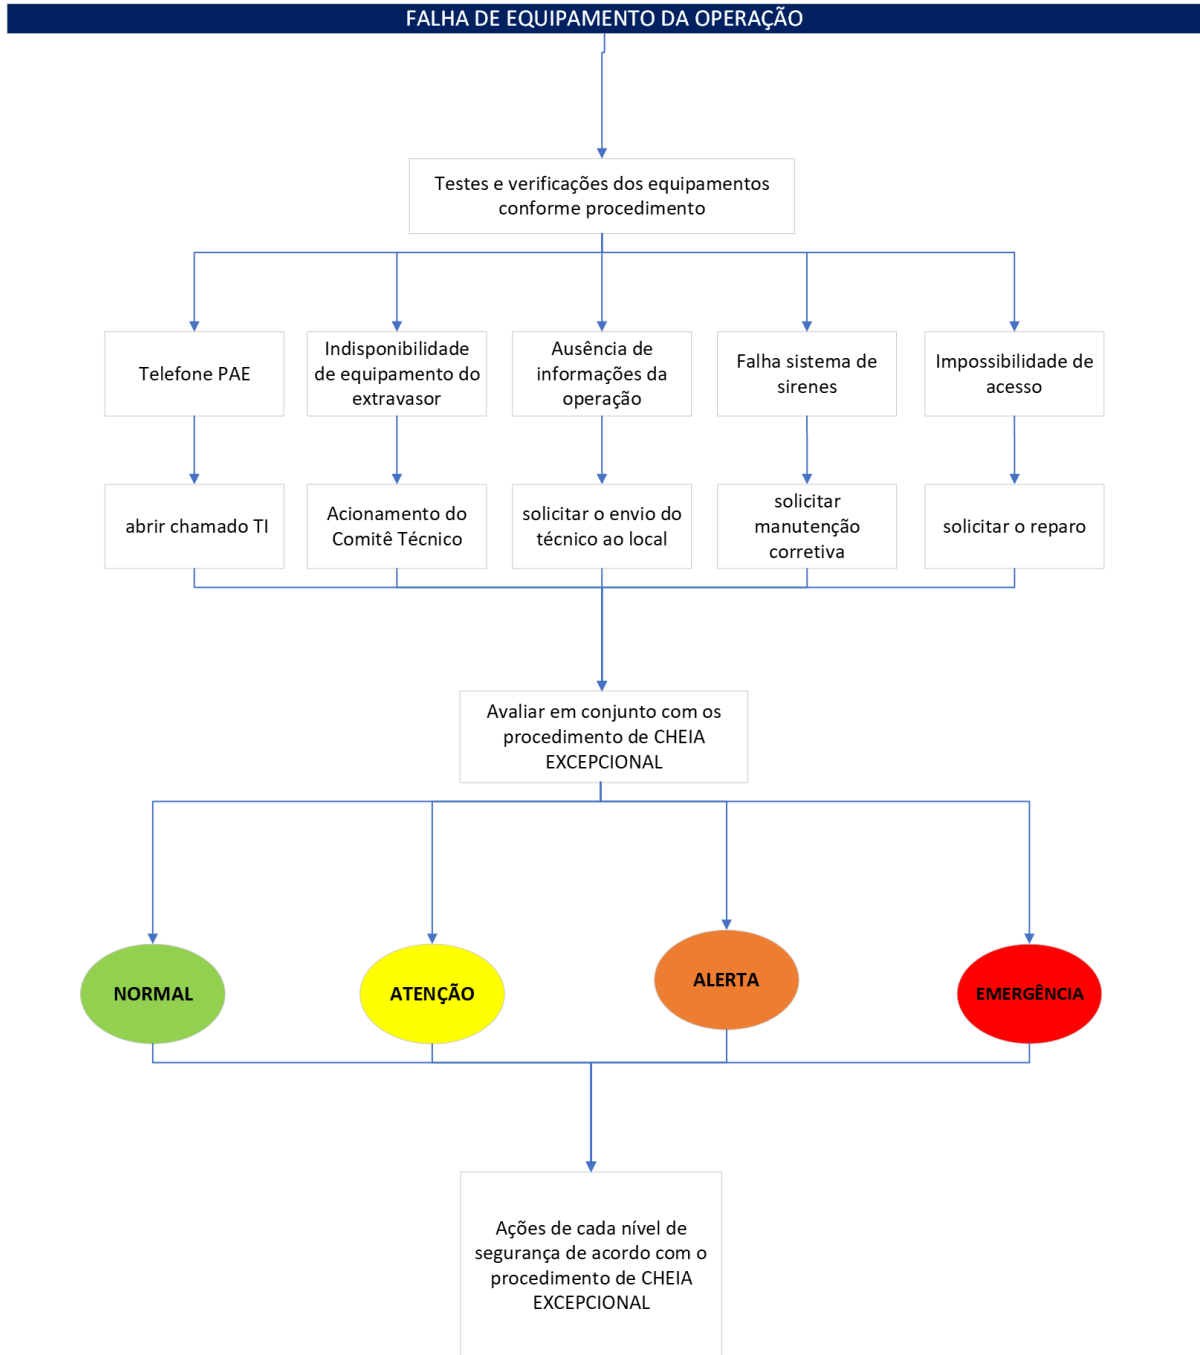 FALHA DE EQUIPAMENTO DA OPERAÇÃO
Testes e verificações dos equipamentos
conforme procedimento
Telefone PAE
Indisponibilidade
de equipamento do
extravasor
Ausência de
informações da
operação
Falha sistema de
sirenes
Impossibilidade de
acesso
abrir chamado TI
Acionamento do
Comitê Técnico
solicitar o envio do
técnico ao local
solicitar
manutenção
corretiva
solicitar o reparo
Avaliar em conjunto com os
procedimento de CHEIA
EXCEPCIONAL
NORMAL
ATENÇÃO
ALERTA
EMERGÊNCIA
Ações de cada nível de
segurança de acordo com o
procedimento de CHEIA
EXCEPCIONAL